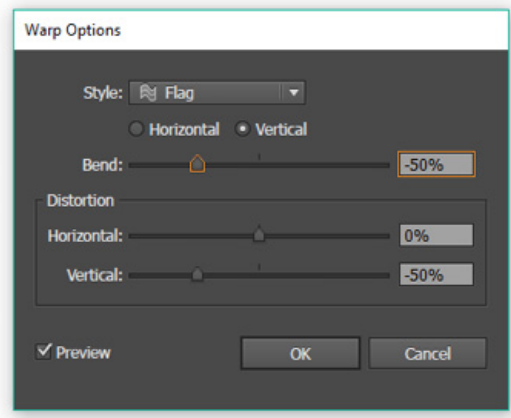 Warp Options
Style: Flag
Horizontal Vertical
Bend: -50%
Distortion
Horizontal: 0%
Vertical: -50%
Preview OK Cancel